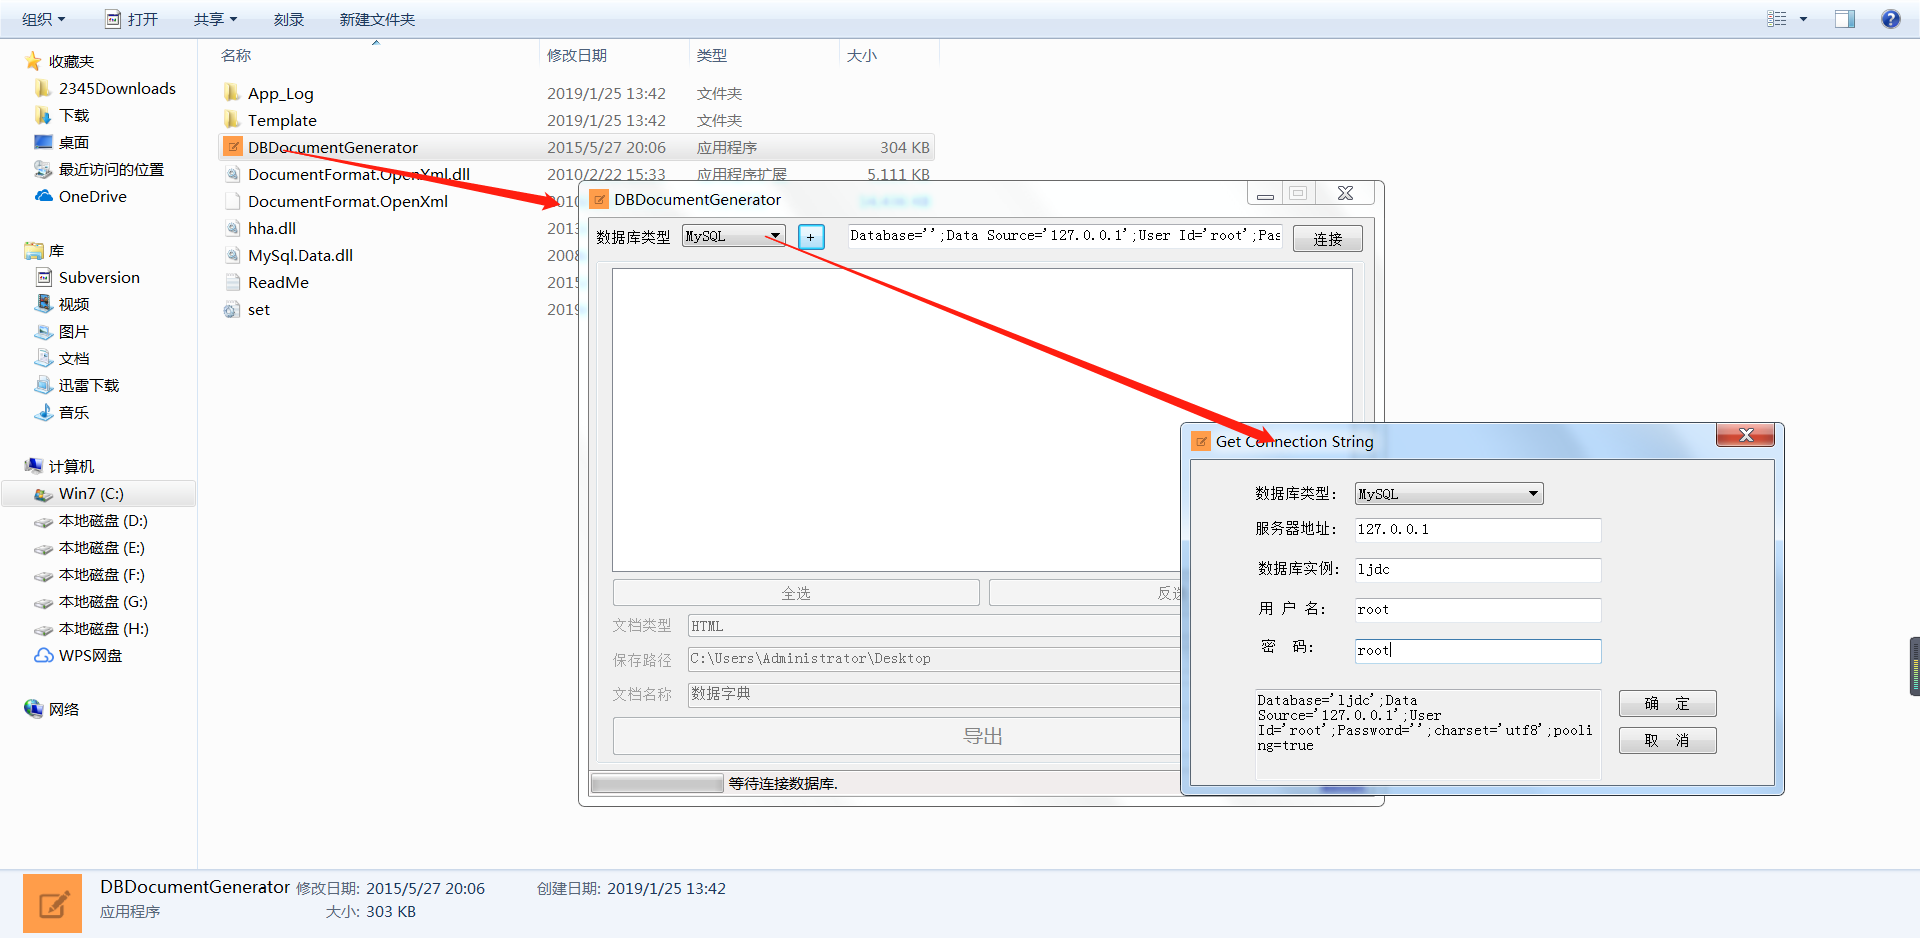 组织 打开 共享 刻录 新建文件夹
名称 修改日期 类型 大小
收藏夹
2345Downloads
下载
桌面
最近访问的位置
OneDrive
库
Subversion
视频
图片
文档
迅雷下载
音乐
计算机
Win7 (C:)
本地磁盘 (D:)
本地磁盘 (E:)
本地磁盘 (F:)
本地磁盘 (G:)
本地磁盘 (H:)
WPS网盘
网络
App_Log 2019/1/25 13:42 文件夹
Template 2019/1/25 13:42 文件夹
DBDocumentGenerator 2015/5/27 20:06 应用程序 304 KB
DocumentFormat.OpenXml.dll 2010/2/22 15:33 应用程序扩展 5,111 KB
DocumentFormat.OpenXml 2010
hha.dll 2013
MySql.Data.dll 2008
ReadMe 2015
set 2019
DBDocumentGenerator
数据库类型 MySQL + Database='';Data Source='127.0.0.1';User Id='root';Pas 连接
全选 反选
文档类型 HTML
保存路径 C:\Users\Administrator\Desktop
文档名称 数据字典
导出
等待连接数据库.
Get Connection String
数据库类型: MySQL
服务器地址: 127.0.0.1
数据库实例: ljdc
用 户 名: root
密 码: root
Database='ljdc';Data
Source='127.0.0.1';User
Id='root';Password='';charset='utf8';pooli
ng=true
确 定
取 消
DBDocumentGenerator 修改日期: 2015/5/27 20:06 创建日期: 2019/1/25 13:42
应用程序 大小: 303 KB